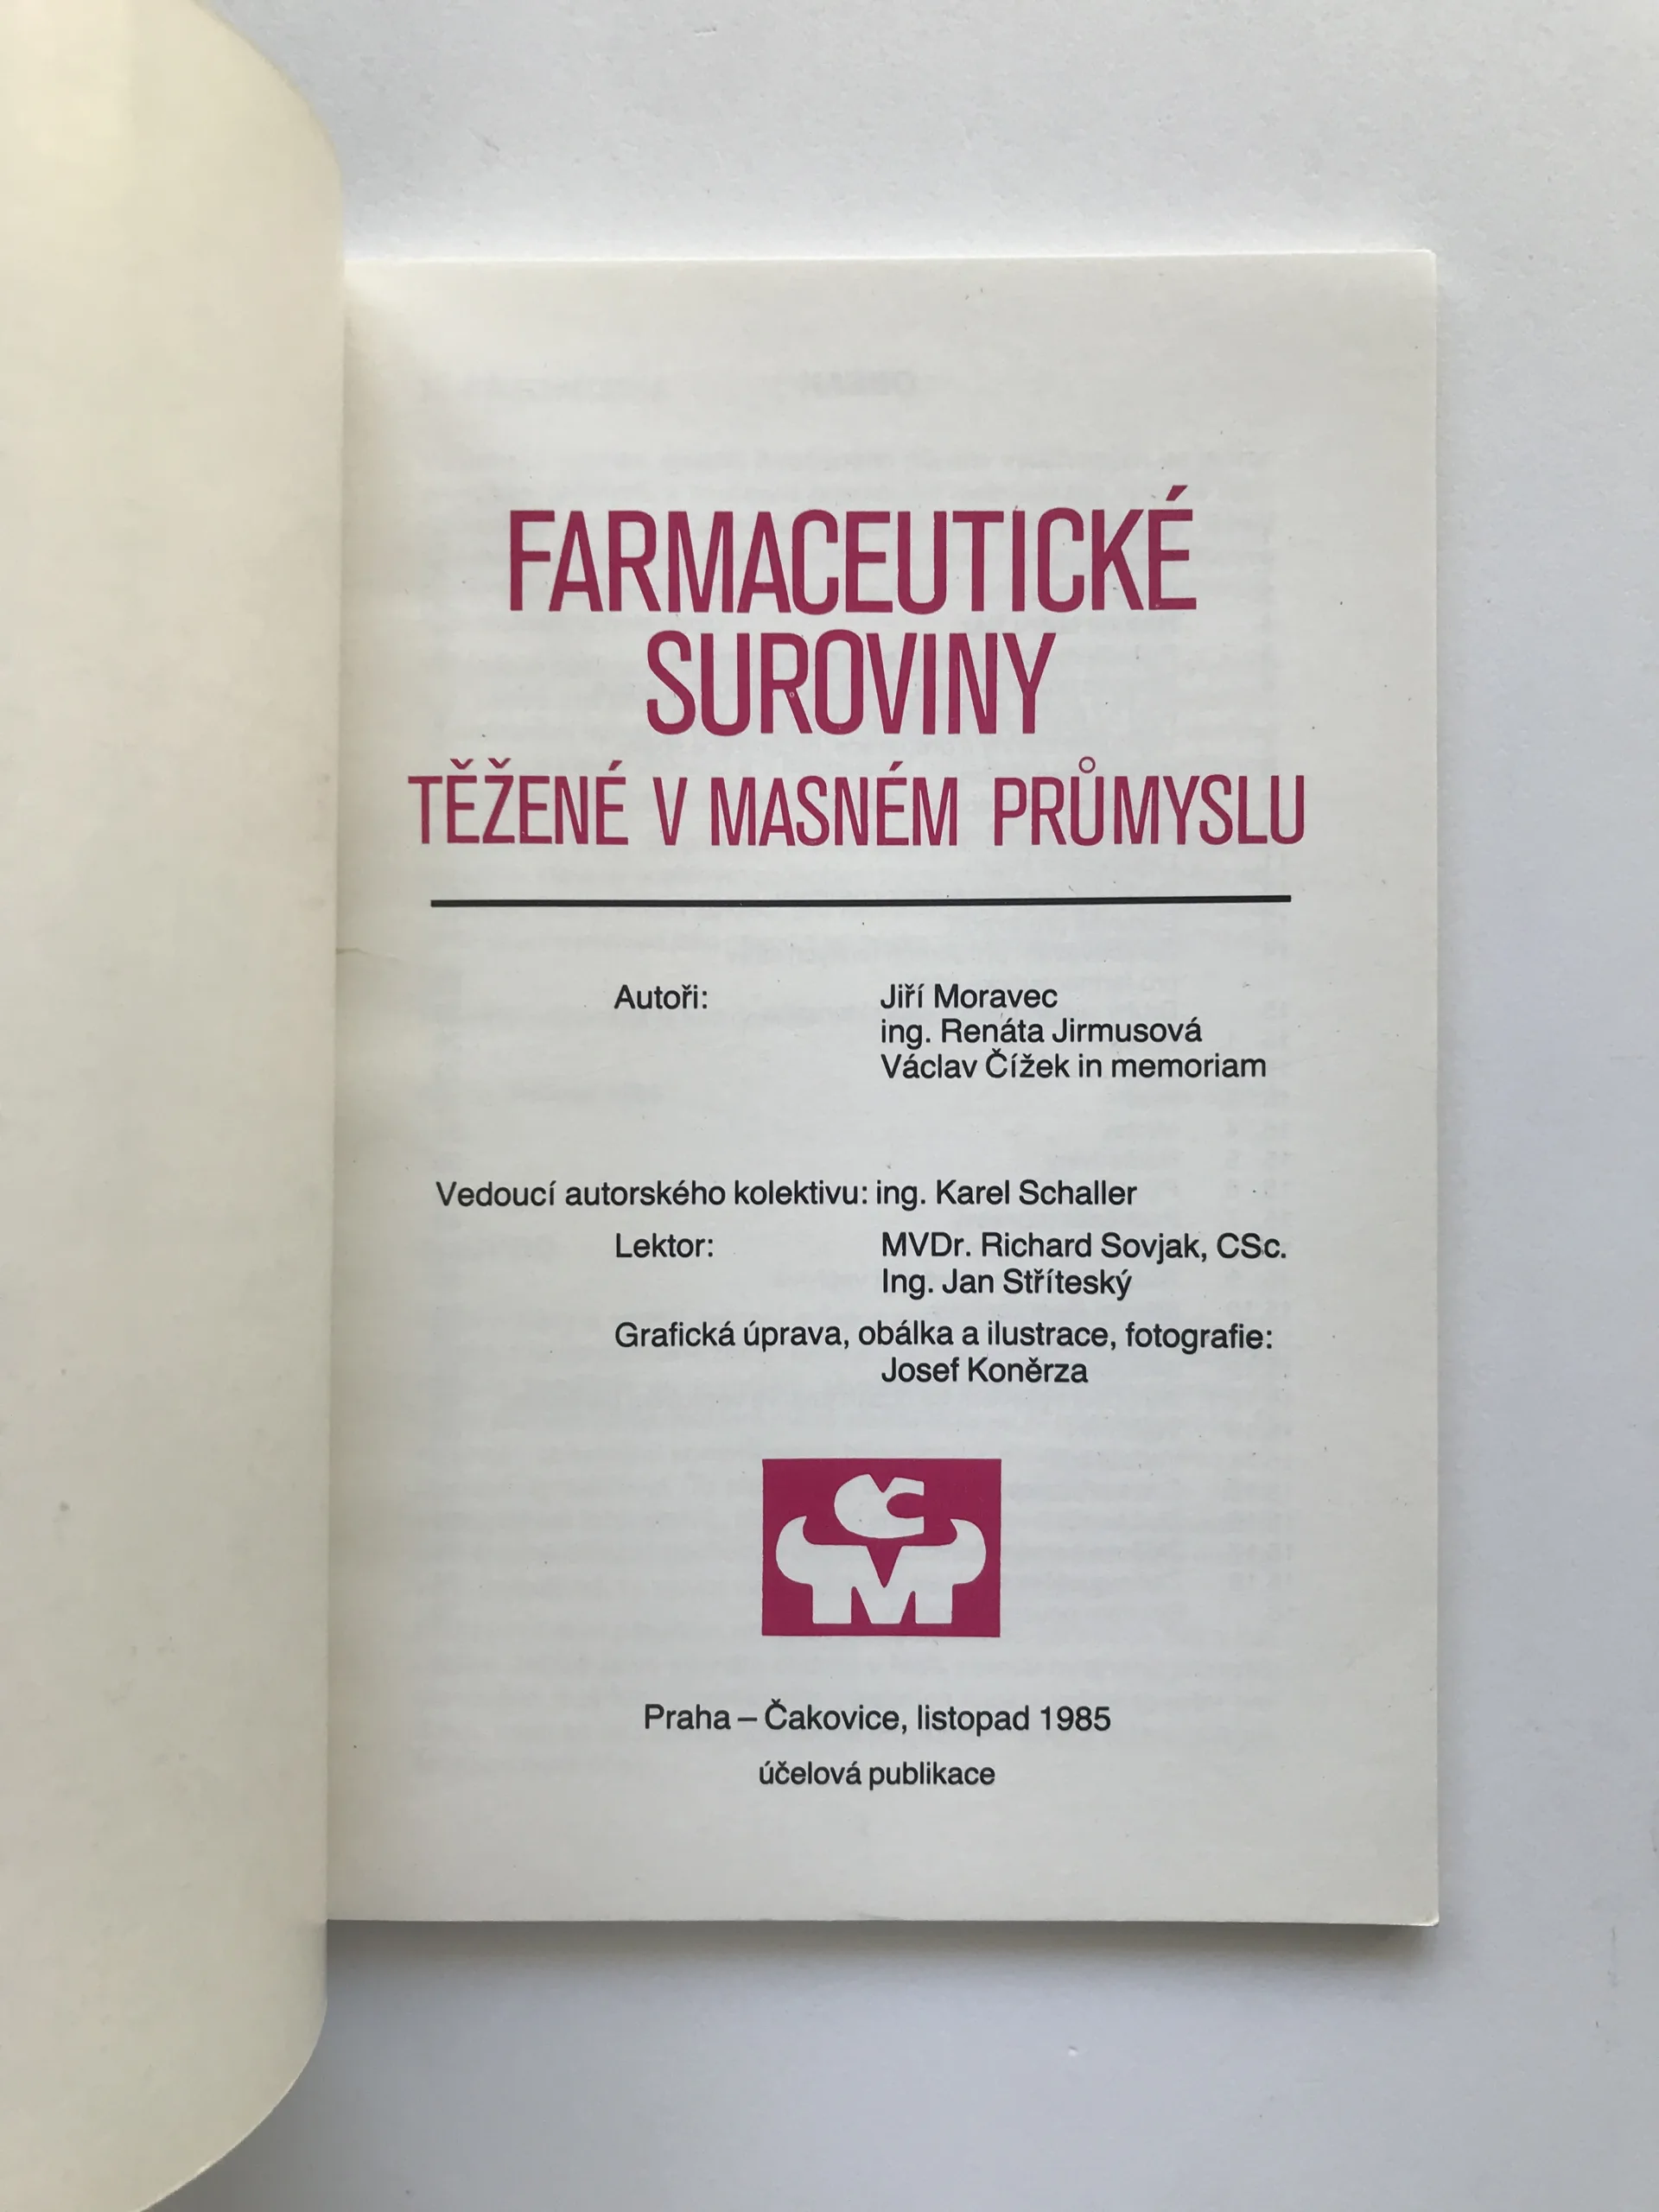 FARMACEUTICKÉ
SUROVINY
TĚŽENÉ V MASNÉM PRŮMYSLU
Autoři: Jiří Moravec
ing. Renáta Jirmusová
Václav Čížek in memoriam
Vedoucí autorského kolektivu: ing. Karel Schaller
Lektor: MVDr. Richard Sovjak, CSc.
Ing. Jan Stříteský
Grafická úprava, obálka a ilustrace, fotografie:
Josef Koněrza
Č
M
Praha – Čakovice, listopad 1985
účelová publikace